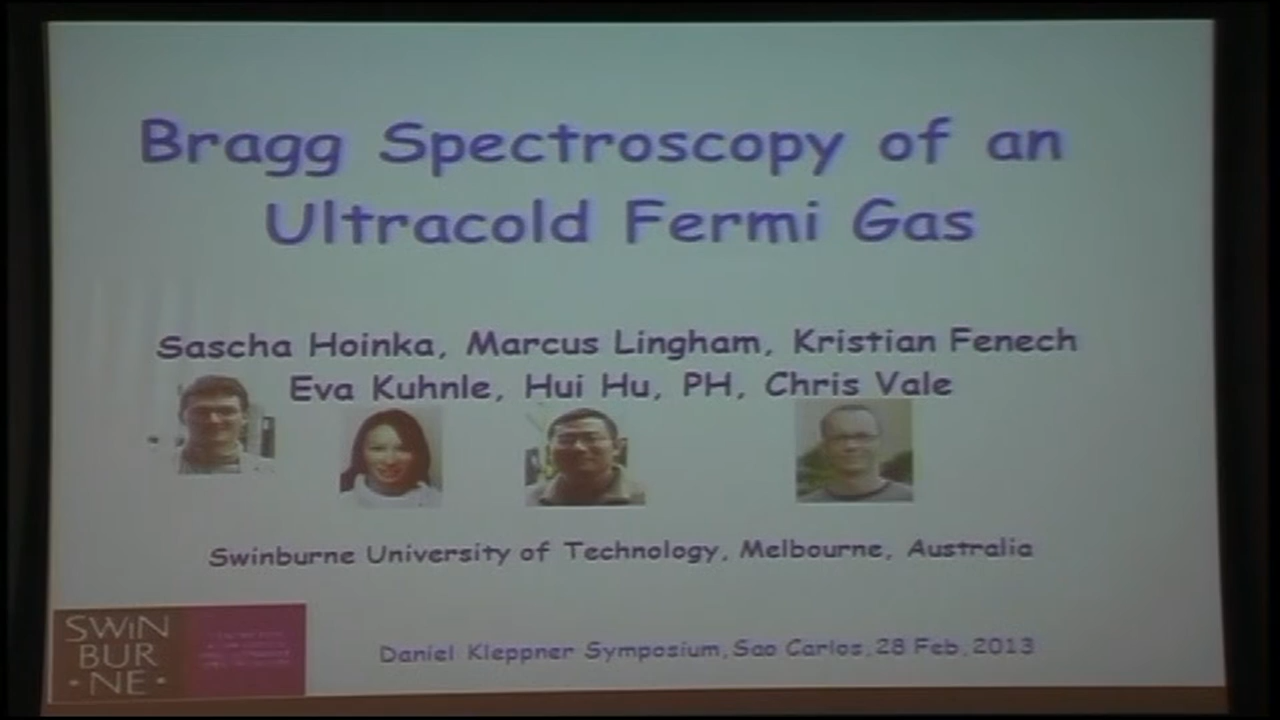 Bragg Spectroscopy of an
Ultracold Fermi Gas
Sascha Hoinka, Marcus Lingham, Kristian Fenech
Eva Kuhnle, Hui Hu, PH, Chris Vale
Swinburne University of Technology, Melbourne, Australia
SWIN
BUR
• NE •
Daniel Kleppner Symposium, Sao Carlos, 28 Feb, 2013